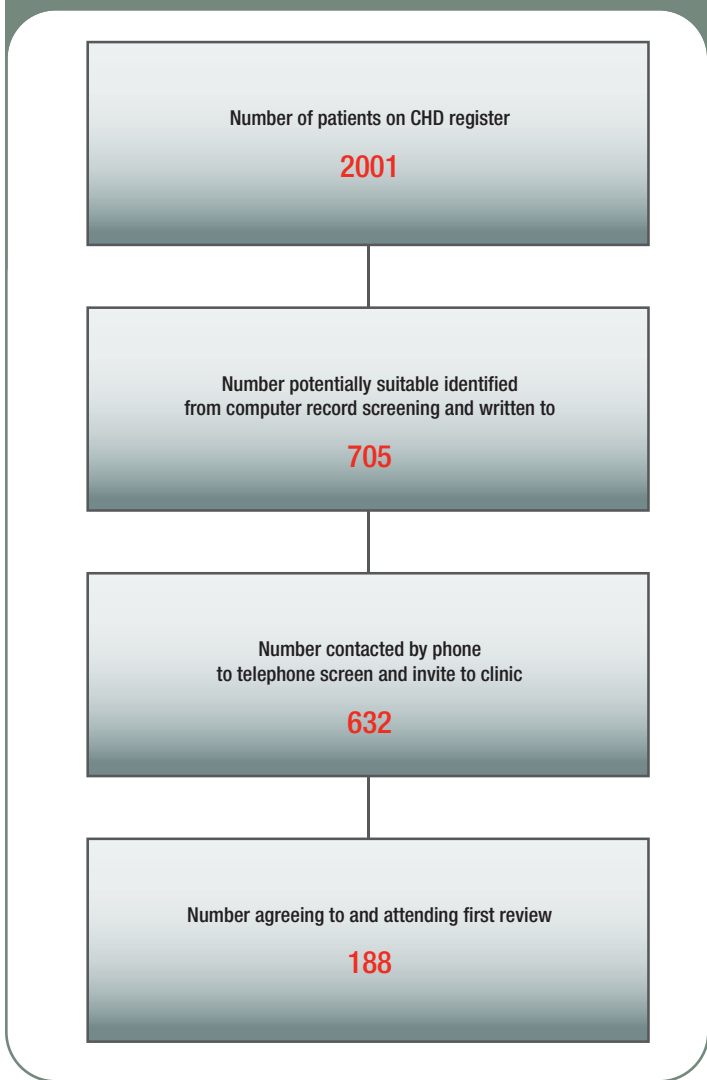 Number of patients on CHD register
2001
Number potentially suitable identified
from computer record screening and written to
705
Number contacted by phone
to telephone screen and invite to clinic
632
Number agreeing to and attending first review
188